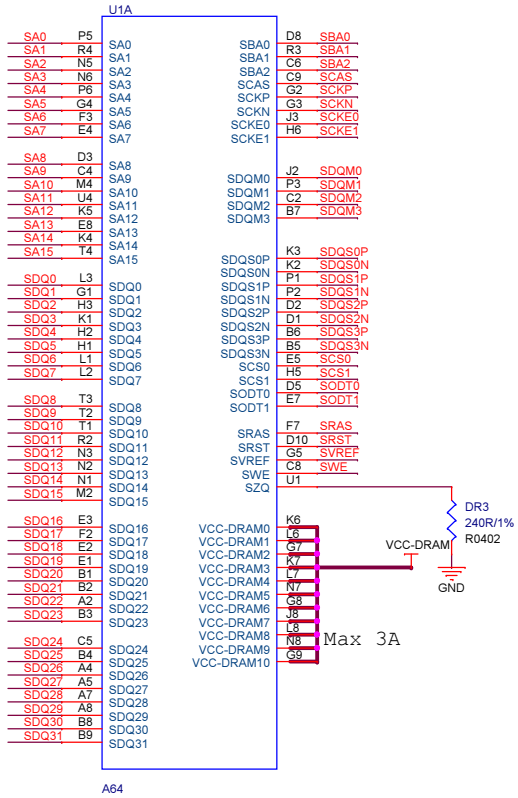 U1A
SA0 P5 SA0 SBA0 D8 SBA0
SA1 R4 SA1 SBA1 R3 SBA1
SA2 N5 SA2 SBA2 C6 SBA2
SA3 N6 SA3 SCAS C9 SCAS
SA4 P6 SA4 SCKP G2 SCKP
SA5 G4 SA5 SCKN G3 SCKN
SA6 F3 SA6 SCKE0 J3 SCKE0
SA7 E4 SA7 SCKE1 H6 SCKE1
SA8 D3 SA8
SA9 C4 SA9 SDQM0 J2 SDQM0
SA10 M4 SA10 SDQM1 P3 SDQM1
SA11 U4 SA11 SDQM2 C2 SDQM2
SA12 K5 SA12 SDQM3 B7 SDQM3
SA13 E8 SA13
SA14 K4 SA14
SA15 T4 SA15 SDQS0P K3 SDQS0P
SDQS0N K2 SDQS0N
SDQ0 L3 SDQ0 SDQS1P P1 SDQS1P
SDQ1 G1 SDQ1 SDQS1N P2 SDQS1N
SDQ2 H3 SDQ2 SDQS2P D2 SDQS2P
SDQ3 K1 SDQ3 SDQS2N D1 SDQS2N
SDQ4 H2 SDQ4 SDQS3P B6 SDQS3P
SDQ5 H1 SDQ5 SDQS3N B5 SDQS3N
SDQ6 L1 SDQ6 SCS0 E5 SCS0
SDQ7 L2 SDQ7 SCS1 H5 SCS1
SODT0 D5 SODT0
SDQ8 T3 SDQ8 SODT1 E7 SODT1
SDQ9 T2 SDQ9
SDQ10 T1 SDQ10 SRAS F7 SRAS
SDQ11 R2 SDQ11 SRST D10 SRST
SDQ12 N3 SDQ12 SVREF G5 SVREF
SDQ13 N2 SDQ13 SWE C8 SWE
SDQ14 N1 SDQ14 SZQ U1
SDQ15 M2 SDQ15
DR3
240R/1%
R0402
GND
SDQ16 E3 SDQ16 VCC-DRAM0 K6
SDQ17 F2 SDQ17 VCC-DRAM1 L6
SDQ18 E2 SDQ18 VCC-DRAM2 G7 VCC-DRAM
SDQ19 E1 SDQ19 VCC-DRAM3 K7
SDQ20 B1 SDQ20 VCC-DRAM4 L7
SDQ21 B2 SDQ21 VCC-DRAM5 N7
SDQ22 A2 SDQ22 VCC-DRAM6 G8
SDQ23 B3 SDQ23 VCC-DRAM7 J8
VCC-DRAM8 L8
SDQ24 C5 SDQ24 VCC-DRAM9 N8 Max 3A
SDQ25 B4 SDQ25 VCC-DRAM10 G9
SDQ26 A4 SDQ26
SDQ27 A5 SDQ27
SDQ28 A7 SDQ28
SDQ29 A8 SDQ29
SDQ30 B8 SDQ30
SDQ31 B9 SDQ31
A64